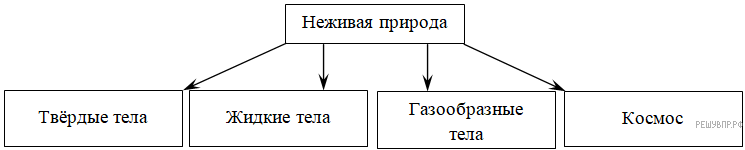 Неживая природа
Твёрдые тела
Жидкие тела
Газообразные
тела
Космос
РЕШУВПР.РФ